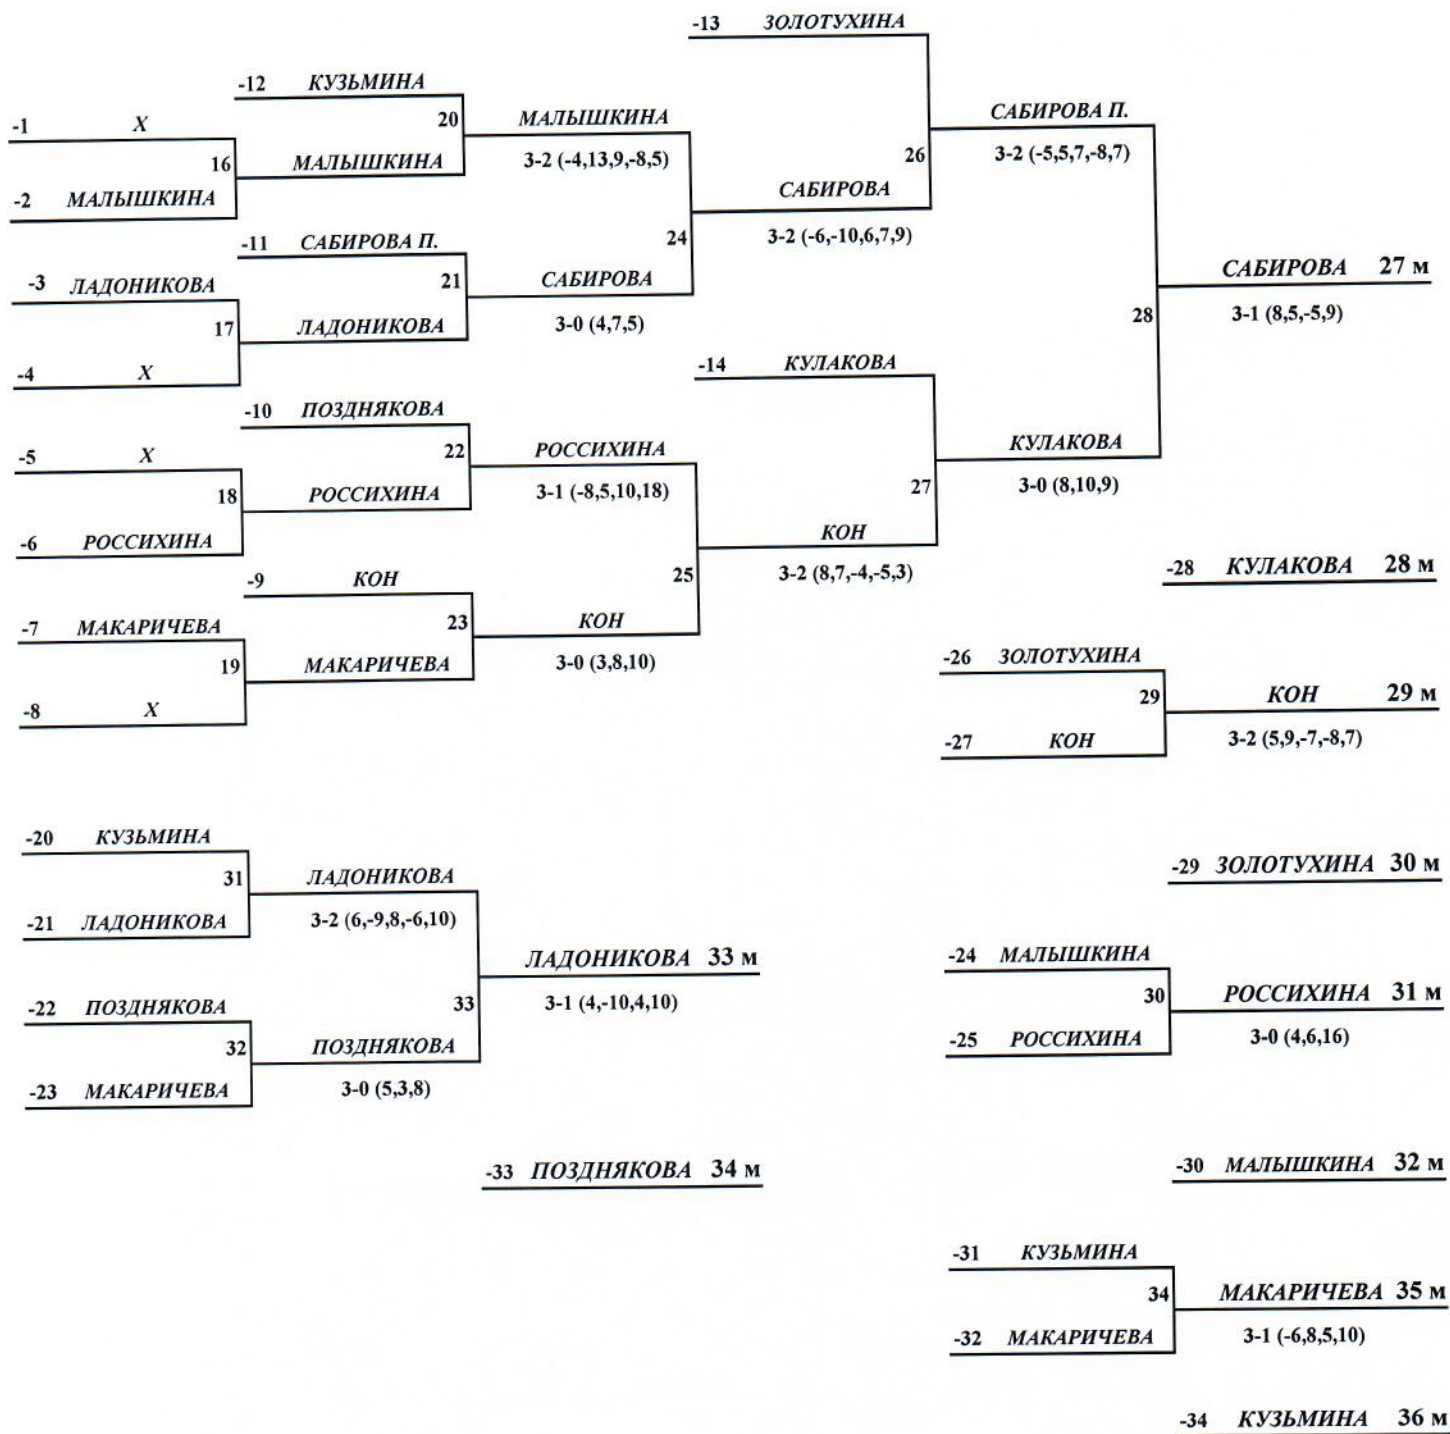 -13 ЗОЛОТУХИНА
-12 КУЗЬМИНА
-1 Х
20 МАЛЫШКИНА
САБИРОВА П.
16 МАЛЫШКИНА
3-2 (-4,13,9,-8,5)
26
3-2 (-5,5,7,-8,7)
-2 МАЛЫШКИНА
САБИРОВА
-11 САБИРОВА П.
24
3-2 (-6,-10,6,7,9)
-3 ЛАДОНИКОВА
21
САБИРОВА
САБИРОВА 27 м
17 ЛАДОНИКОВА
3-0 (4,7,5)
28
3-1 (8,5,-5,9)
-4 Х
-14 КУЛАКОВА
-10 ПОЗДНЯКОВА
-5 Х
22
РОССИХИНА
КУЛАКОВА
18 РОССИХИНА
3-1 (-8,5,10,18)
27
3-0 (8,10,9)
-6 РОССИХИНА
КОН
-9 КОН
25
3-2 (8,7,-4,-5,3)
-28 КУЛАКОВА 28 м
-7 МАКАРИЧЕВА
23
КОН
19 МАКАРИЧЕВА
3-0 (3,8,10)
-26 ЗОЛОТУХИНА
-8 Х
29
КОН 29 м
-27 КОН
3-2 (5,9,-7,-8,7)
-20 КУЗЬМИНА
31 ЛАДОНИКОВА
-29 ЗОЛОТУХИНА 30 м
-21 ЛАДОНИКОВА
3-2 (6,-9,8,-6,10)
ЛАДОНИКОВА 33 м
-24 МАЛЫШКИНА
-22 ПОЗДНЯКОВА
33
3-1 (4,-10,4,10)
30
РОССИХИНА 31 м
32 ПОЗДНЯКОВА
-25 РОССИХИНА
3-0 (4,6,16)
-23 МАКАРИЧЕВА
3-0 (5,3,8)
-33 ПОЗДНЯКОВА 34 м
-30 МАЛЫШКИНА 32 м
-31 КУЗЬМИНА
34
МАКАРИЧЕВА 35 м
-32 МАКАРИЧЕВА
3-1 (-6,8,5,10)
-34 КУЗЬМИНА 36 м